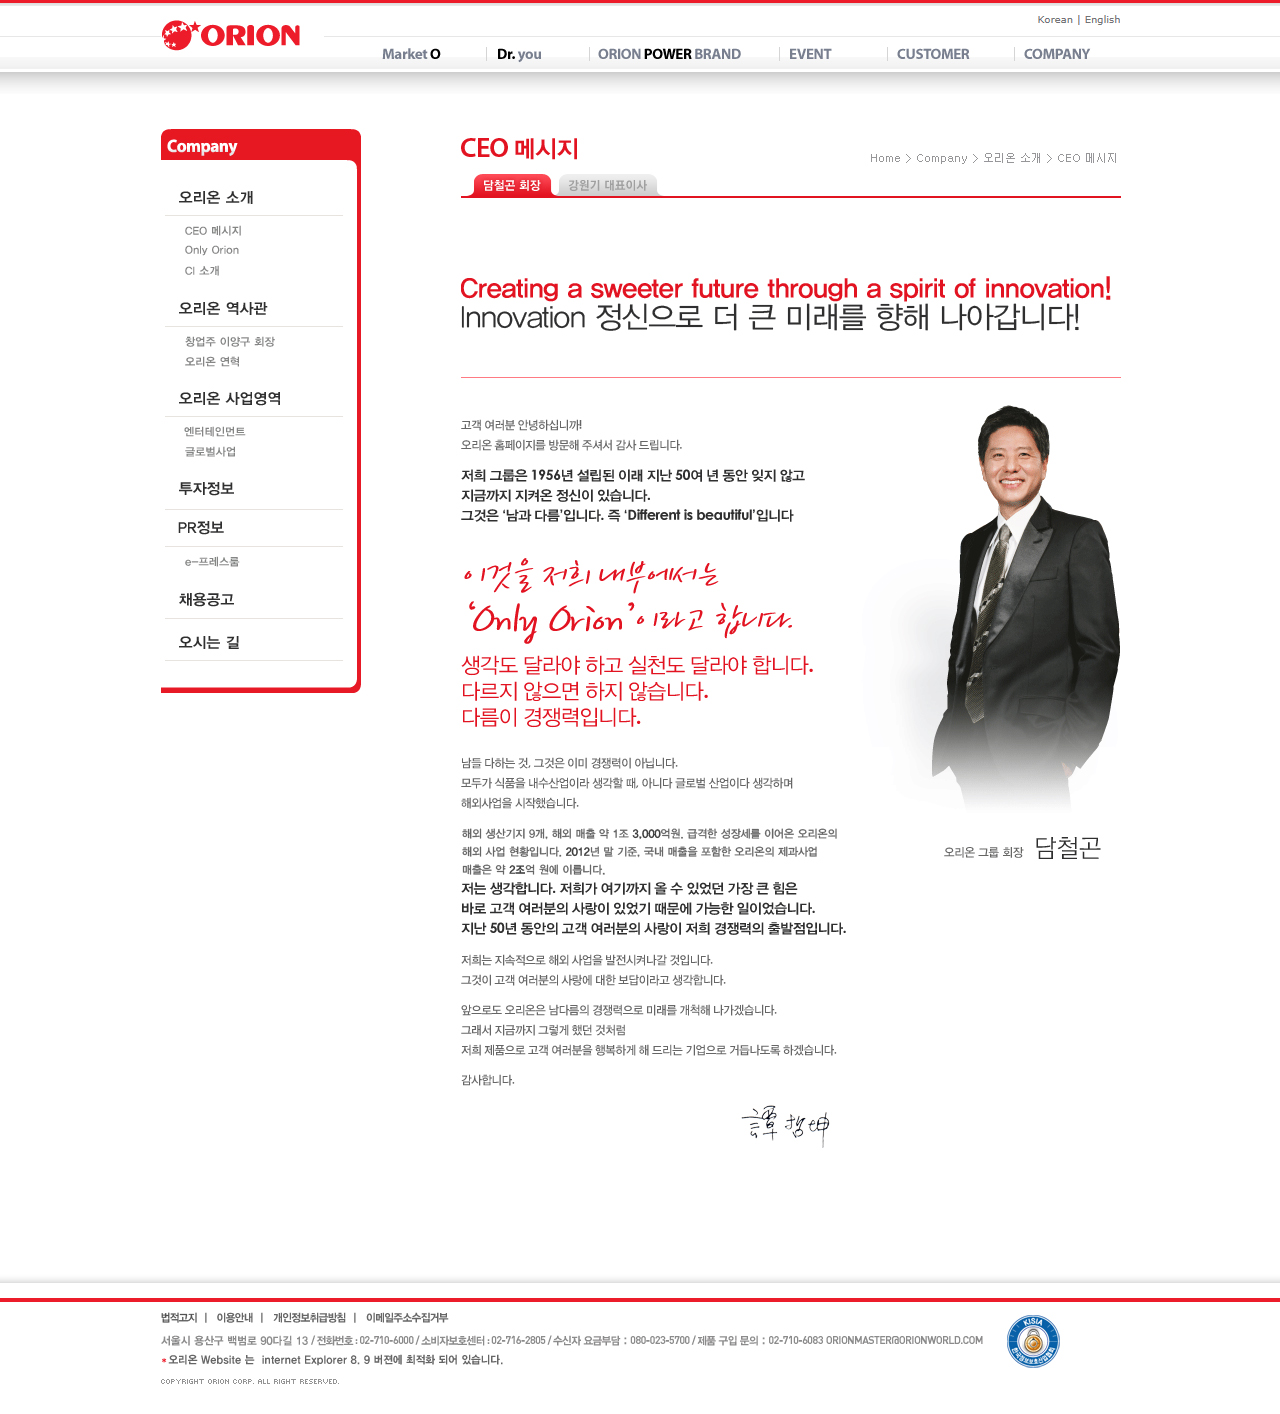 Korean | English
ORION
Market O
Dr. you
ORION POWER BRAND
EVENT
CUSTOMER
COMPANY
Company
오리온 소개
CEO 메시지
Only Orion
CI 소개
오리온 역사관
창업주 이양구 회장
오리온 연혁
오리온 사업영역
엔터테인먼트
글로벌사업
투자정보
PR정보
e-프레스룸
채용공고
오시는 길
CEO 메시지
Home > Company > 오리온 소개 > CEO 메시지
담철곤 회장
강원기 대표이사
Creating a sweeter future through a spirit of innovation!
Innovation 정신으로 더 큰 미래를 향해 나아갑니다!
고객 여러분 안녕하십니까!
오리온 홈페이지를 방문해 주셔서 감사 드립니다.
저희 그룹은 1956년 설립된 이래 지난 50여 년 동안 잊지 않고
지금까지 지켜온 정신이 있습니다.
그것은 ‘남과 다름’입니다. 즉 ‘Different is beautiful’입니다
이것을 저희 내부에서는
‘Only Orion’이라고 합니다.
생각도 달라야 하고 실천도 달라야 합니다.
다르지 않으면 하지 않습니다.
다름이 경쟁력입니다.
남들 다하는 것, 그것은 이미 경쟁력이 아닙니다.
모두가 식품을 내수산업이라 생각할 때, 아니다 글로벌 산업이다 생각하며
해외사업을 시작했습니다.
해외 생산기지 9개, 해외 매출 약 1조 3,000억원. 급격한 성장세를 이어온 오리온의
해외 사업 현황입니다. 2012년 말 기준, 국내 매출을 포함한 오리온의 제과사업
매출은 약 2조억 원에 이릅니다.
저는 생각합니다. 저희가 여기까지 올 수 있었던 가장 큰 힘은
바로 고객 여러분의 사랑이 있었기 때문에 가능한 일이었습니다.
지난 50년 동안의 고객 여러분의 사랑이 저희 경쟁력의 출발점입니다.
저희는 지속적으로 해외 사업을 발전시켜나갈 것입니다.
그것이 고객 여러분의 사랑에 대한 보답이라고 생각합니다.
앞으로도 오리온은 남다름의 경쟁력으로 미래를 개척해 나가겠습니다.
그래서 지금까지 그렇게 했던 것처럼
저희 제품으로 고객 여러분을 행복하게 해 드리는 기업으로 거듭나도록 하겠습니다.
감사합니다.
譚哲坤
오리온 그룹 회장 담철곤
법적고지 | 이용안내 | 개인정보취급방침 | 이메일주소수집거부
서울시 용산구 백범로 90다길 13 / 전화번호 : 02-710-6000 / 소비자보호센터 : 02-716-2805 / 수신자 요금부담 : 080-023-5700 / 제품 구입 문의 : 02-710-6083 ORIONMASTER@ORIONWORLD.COM
* 오리온 Website 는 internet Explorer 8, 9 버젼에 최적화 되어 있습니다.
COPYRIGHT ORION CORP. ALL RIGHT RESERVED.
KISIA
한국정보보호산업협회